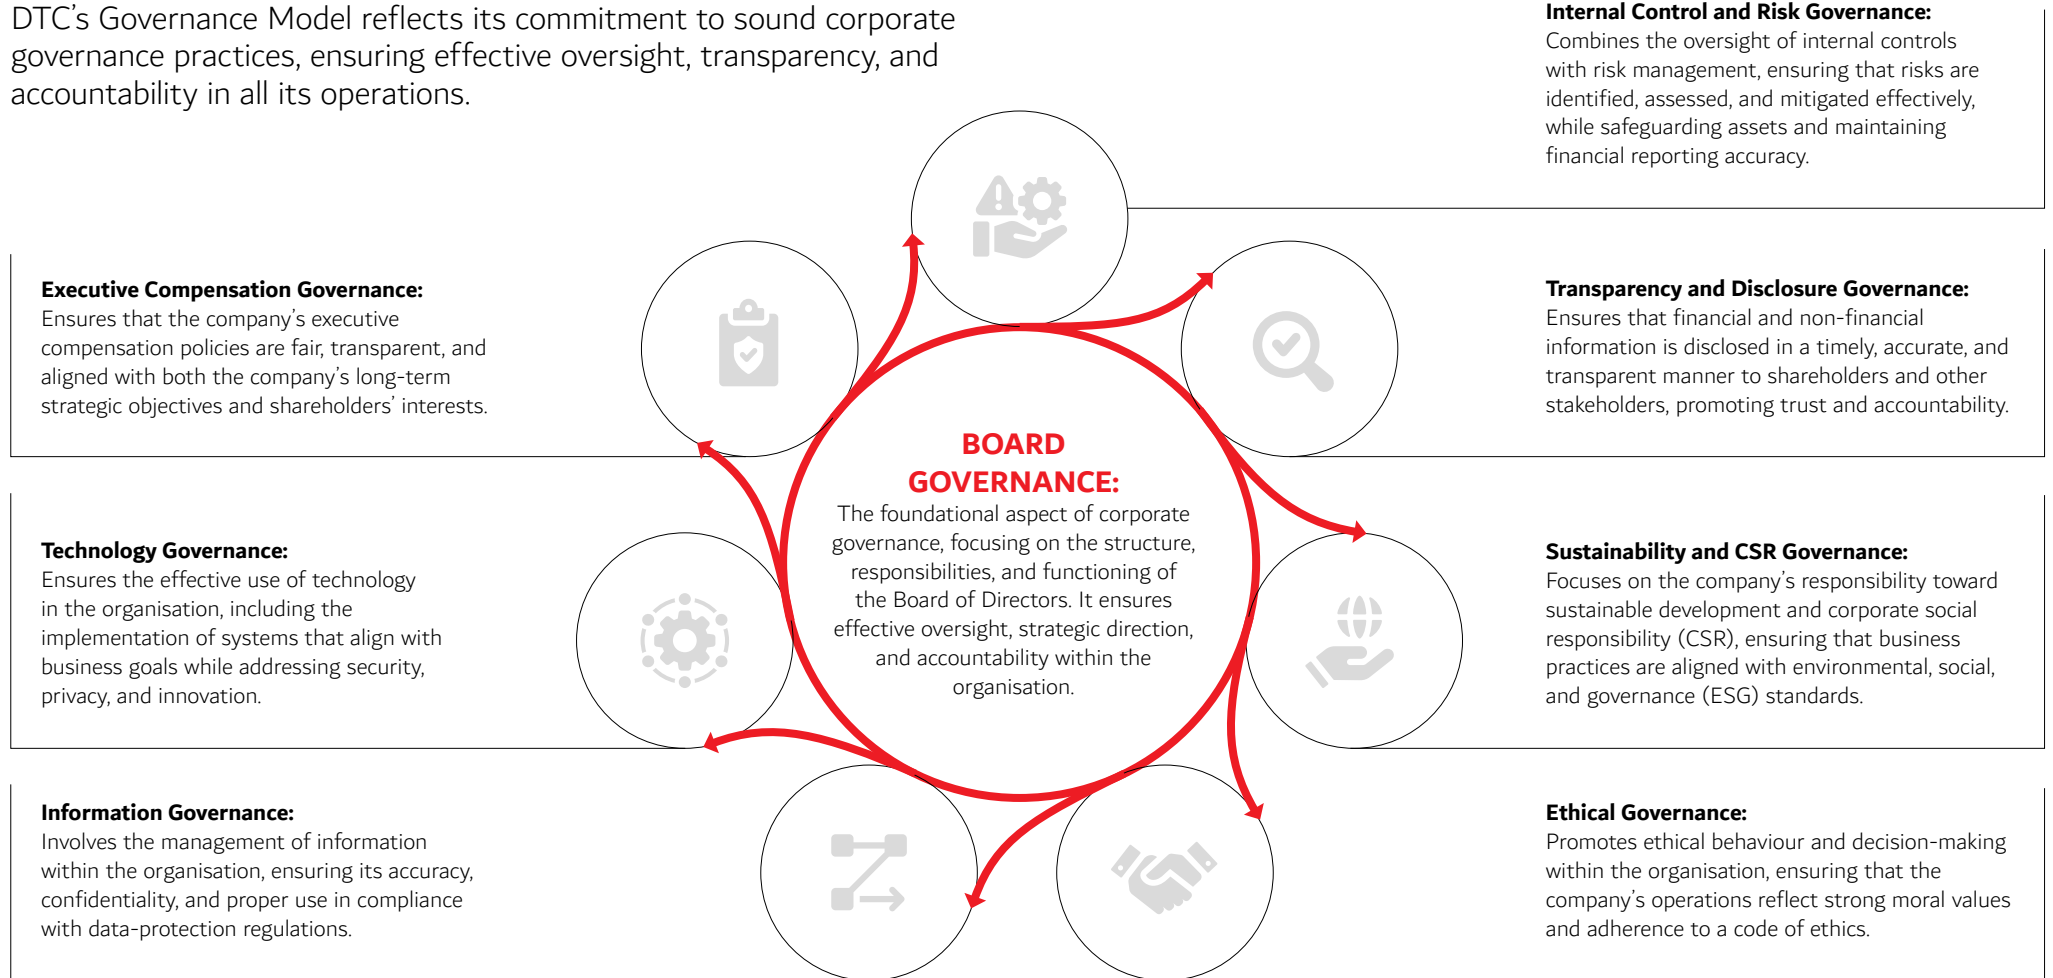 DTC’s Governance Model reflects its commitment to sound corporate
governance practices, ensuring effective oversight, transparency, and
accountability in all its operations.
Internal Control and Risk Governance:
Combines the oversight of internal controls
with risk management, ensuring that risks are
identified, assessed, and mitigated effectively,
while safeguarding assets and maintaining
financial reporting accuracy.
Executive Compensation Governance:
Ensures that the company’s executive
compensation policies are fair, transparent, and
aligned with both the company’s long-term
strategic objectives and shareholders’ interests.
Transparency and Disclosure Governance:
Ensures that financial and non-financial
information is disclosed in a timely, accurate, and
transparent manner to shareholders and other
stakeholders, promoting trust and accountability.
BOARD
GOVERNANCE:
The foundational aspect of corporate
governance, focusing on the structure,
responsibilities, and functioning of
the Board of Directors. It ensures
effective oversight, strategic direction,
and accountability within the
organisation.
Technology Governance:
Ensures the effective use of technology
in the organisation, including the
implementation of systems that align with
business goals while addressing security,
privacy, and innovation.
Sustainability and CSR Governance:
Focuses on the company’s responsibility toward
sustainable development and corporate social
responsibility (CSR), ensuring that business
practices are aligned with environmental, social,
and governance (ESG) standards.
Information Governance:
Involves the management of information
within the organisation, ensuring its accuracy,
confidentiality, and proper use in compliance
with data-protection regulations.
Ethical Governance:
Promotes ethical behaviour and decision-making
within the organisation, ensuring that the
company’s operations reflect strong moral values
and adherence to a code of ethics.